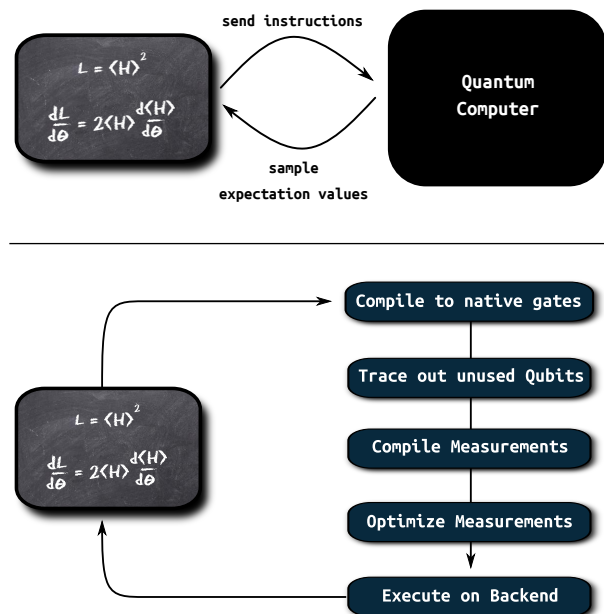 send instructions
L = ⟨H⟩²
dL/dθ = 2⟨H⟩ d⟨H⟩/dθ
Quantum
Computer
sample
expectation values
Compile to native gates
Trace out unused Qubits
L = ⟨H⟩²
dL/dθ = 2⟨H⟩ d⟨H⟩/dθ
Compile Measurements
Optimize Measurements
Execute on Backend